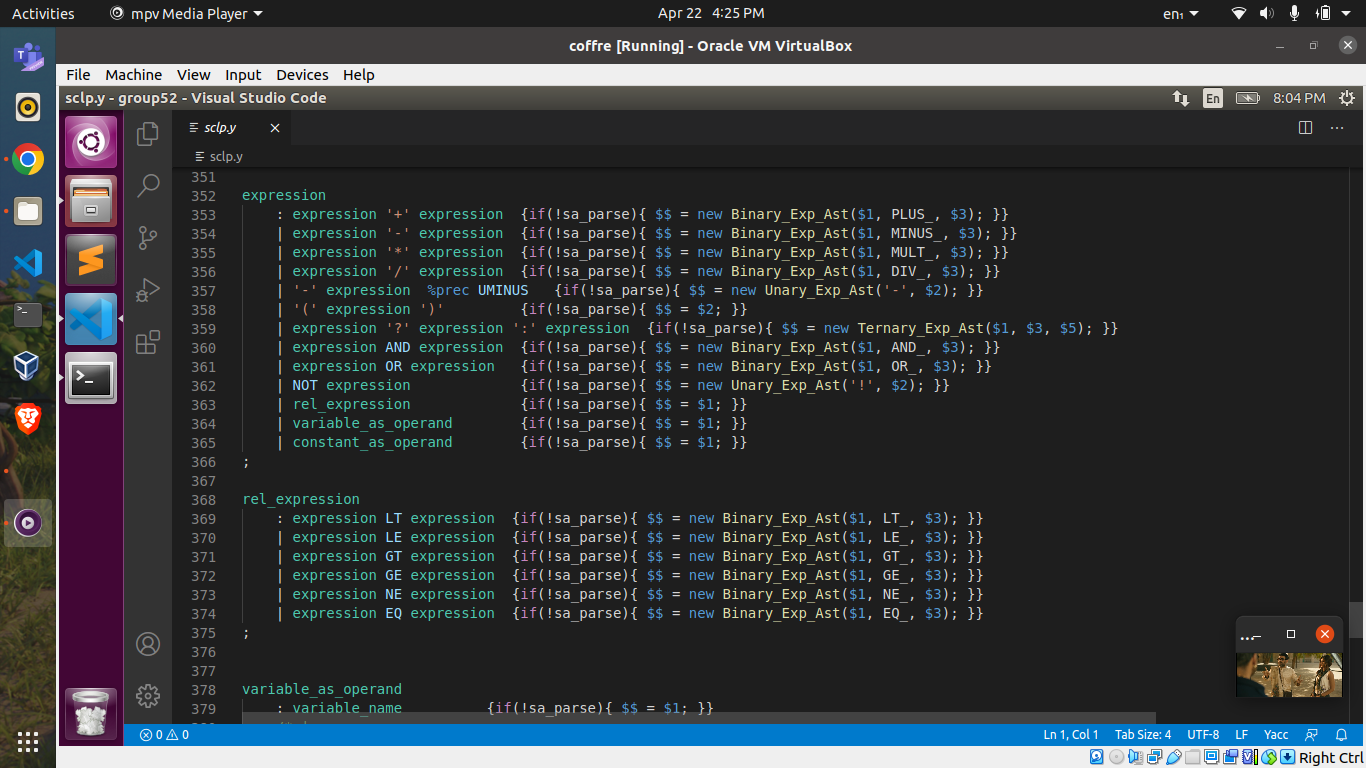 Activities mpv Media Player Apr 22 4:25 PM en₁
coffre [Running] - Oracle VM VirtualBox
File Machine View Input Devices Help
sclp.y - group52 - Visual Studio Code En 8:04 PM
sclp.y
sclp.y
351
352 expression
353 : expression '+' expression {if(!sa_parse){ $$ = new Binary_Exp_Ast($1, PLUS_, $3); }}
354 | expression '-' expression {if(!sa_parse){ $$ = new Binary_Exp_Ast($1, MINUS_, $3); }}
355 | expression '*' expression {if(!sa_parse){ $$ = new Binary_Exp_Ast($1, MULT_, $3); }}
356 | expression '/' expression {if(!sa_parse){ $$ = new Binary_Exp_Ast($1, DIV_, $3); }}
357 | '-' expression %prec UMINUS {if(!sa_parse){ $$ = new Unary_Exp_Ast('-', $2); }}
358 | '(' expression ')' {if(!sa_parse){ $$ = $2; }}
359 | expression '?' expression ':' expression {if(!sa_parse){ $$ = new Ternary_Exp_Ast($1, $3, $5); }}
360 | expression AND expression {if(!sa_parse){ $$ = new Binary_Exp_Ast($1, AND_, $3); }}
361 | expression OR expression {if(!sa_parse){ $$ = new Binary_Exp_Ast($1, OR_, $3); }}
362 | NOT expression {if(!sa_parse){ $$ = new Unary_Exp_Ast('!', $2); }}
363 | rel_expression {if(!sa_parse){ $$ = $1; }}
364 | variable_as_operand {if(!sa_parse){ $$ = $1; }}
365 | constant_as_operand {if(!sa_parse){ $$ = $1; }}
366 ;
367
368 rel_expression
369 : expression LT expression {if(!sa_parse){ $$ = new Binary_Exp_Ast($1, LT_, $3); }}
370 | expression LE expression {if(!sa_parse){ $$ = new Binary_Exp_Ast($1, LE_, $3); }}
371 | expression GT expression {if(!sa_parse){ $$ = new Binary_Exp_Ast($1, GT_, $3); }}
372 | expression GE expression {if(!sa_parse){ $$ = new Binary_Exp_Ast($1, GE_, $3); }}
373 | expression NE expression {if(!sa_parse){ $$ = new Binary_Exp_Ast($1, NE_, $3); }}
374 | expression EQ expression {if(!sa_parse){ $$ = new Binary_Exp_Ast($1, EQ_, $3); }}
375 ;
376
377
378 variable_as_operand
379 : variable_name {if(!sa_parse){ $$ = $1; }}
0 0 Ln 1, Col 1 Tab Size: 4 UTF-8 LF Yacc
Right Ctrl